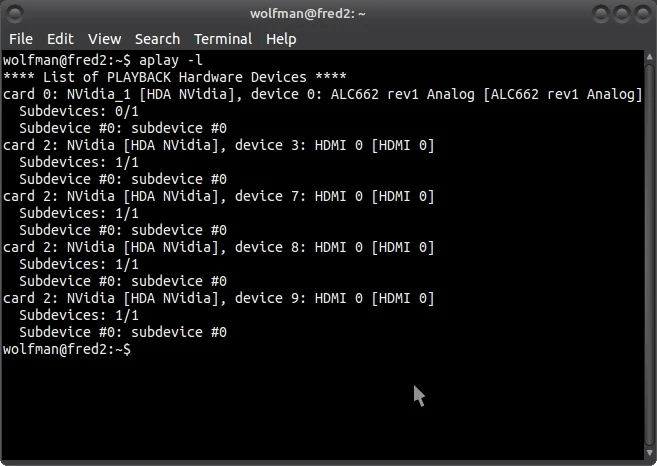 wolfman@fred2: ~
File Edit View Search Terminal Help
wolfman@fred2:~$ aplay -l
**** List of PLAYBACK Hardware Devices ****
card 0: NVidia_1 [HDA NVidia], device 0: ALC662 rev1 Analog [ALC662 rev1 Analog]
  Subdevices: 0/1
  Subdevice #0: subdevice #0
card 2: NVidia [HDA NVidia], device 3: HDMI 0 [HDMI 0]
  Subdevices: 1/1
  Subdevice #0: subdevice #0
card 2: NVidia [HDA NVidia], device 7: HDMI 0 [HDMI 0]
  Subdevices: 1/1
  Subdevice #0: subdevice #0
card 2: NVidia [HDA NVidia], device 8: HDMI 0 [HDMI 0]
  Subdevices: 1/1
  Subdevice #0: subdevice #0
card 2: NVidia [HDA NVidia], device 9: HDMI 0 [HDMI 0]
  Subdevices: 1/1
  Subdevice #0: subdevice #0
wolfman@fred2:~$